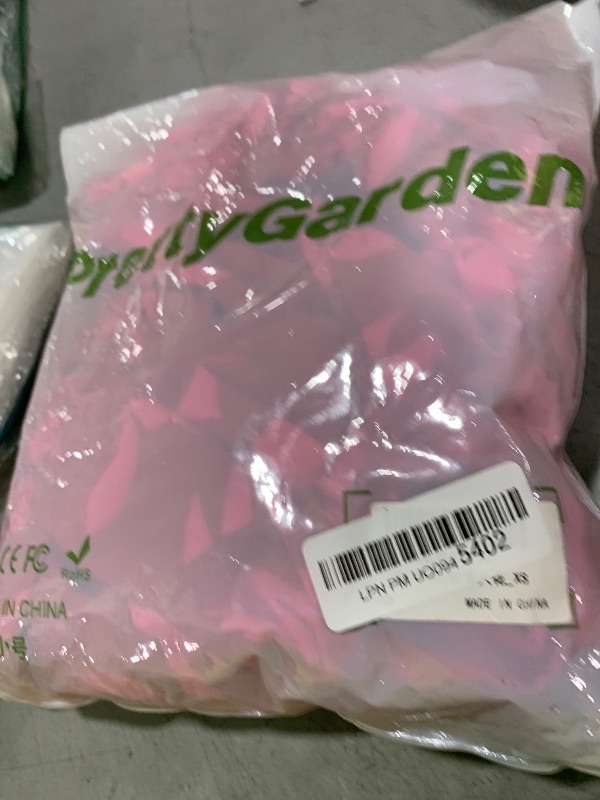 PrettyGarden
CE FC RoHS
IN CHINA
小号
LPN PM UO094 5402
MADE IN CHINA